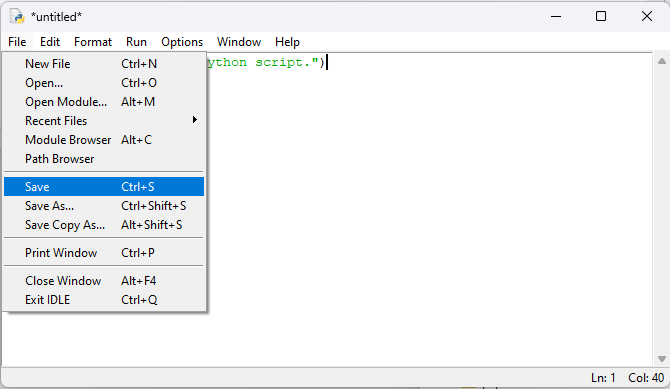 *untitled*
File Edit Format Run Options Window Help
ython script.")
New File Ctrl+N
Open... Ctrl+O
Open Module... Alt+M
Recent Files
Module Browser Alt+C
Path Browser
Save Ctrl+S
Save As... Ctrl+Shift+S
Save Copy As... Alt+Shift+S
Print Window Ctrl+P
Close Window Alt+F4
Exit IDLE Ctrl+Q
Ln: 1 Col: 40